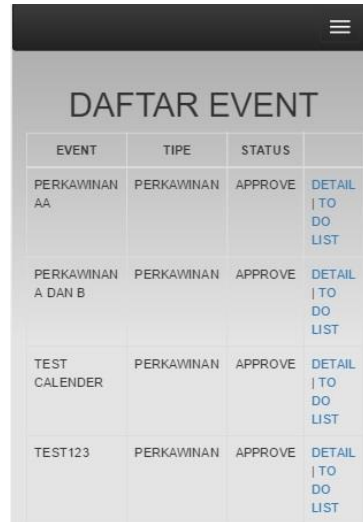 DAFTAR EVENT
EVENT TIPE STATUS
PERKAWINAN PERKAWINAN APPROVE DETAIL
AA | TO
DO
LIST
PERKAWINAN PERKAWINAN APPROVE DETAIL
A DAN B | TO
DO
LIST
TEST PERKAWINAN APPROVE DETAIL
CALENDER | TO
DO
LIST
TEST123 PERKAWINAN APPROVE DETAIL
| TO
DO
LIST